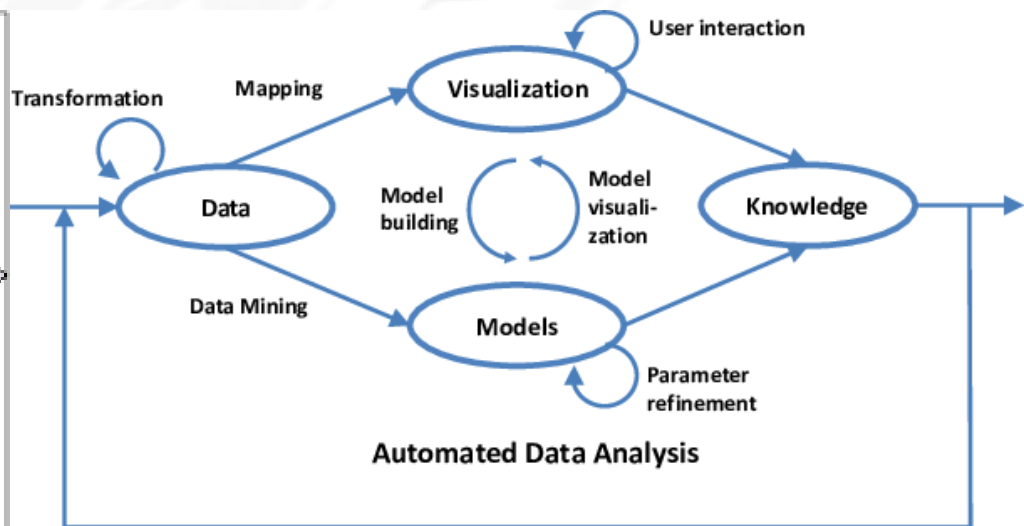 User interaction
Visualization
Mapping
Transformation
Model
building
Model
visuali-
zation
Data
Knowledge
Data Mining
Models
Parameter
refinement
Automated Data Analysis